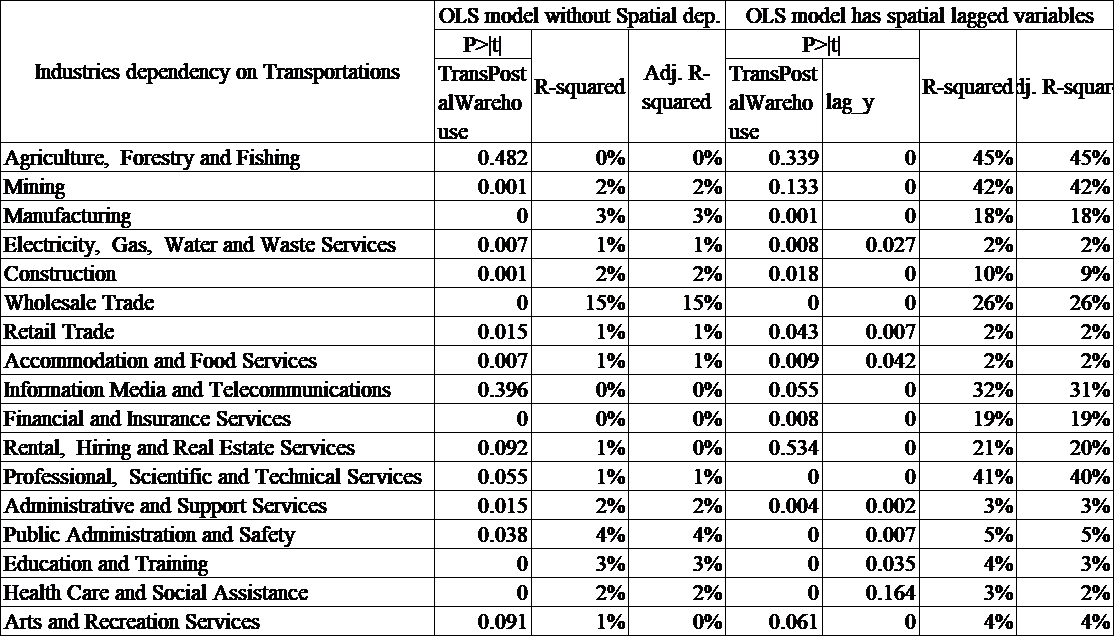 OLS model without Spatial dep. OLS model has spatial lagged variables
Industries dependency on Transportations P>|t| R-squared Adj. R-squared P>|t| R-squared dj. R-squar
TransPostalWarehouse TransPostalWarehouse lag_y
Agriculture, Forestry and Fishing 0.482 0% 0% 0.339 0 45% 45%
Mining 0.001 2% 2% 0.133 0 42% 42%
Manufacturing 0 3% 3% 0.001 0 18% 18%
Electricity, Gas, Water and Waste Services 0.007 1% 1% 0.008 0.027 2% 2%
Construction 0.001 2% 2% 0.018 0 10% 9%
Wholesale Trade 0 15% 15% 0 0 26% 26%
Retail Trade 0.015 1% 1% 0.043 0.007 2% 2%
Accommodation and Food Services 0.007 1% 1% 0.009 0.042 2% 2%
Information Media and Telecommunications 0.396 0% 0% 0.055 0 32% 31%
Financial and Insurance Services 0 0% 0% 0.008 0 19% 19%
Rental, Hiring and Real Estate Services 0.092 1% 0% 0.534 0 21% 20%
Professional, Scientific and Technical Services 0.055 1% 1% 0 0 41% 40%
Administrative and Support Services 0.015 2% 2% 0.004 0.002 3% 3%
Public Administration and Safety 0.038 4% 4% 0 0.007 5% 5%
Education and Training 0 3% 3% 0 0.035 4% 3%
Health Care and Social Assistance 0 2% 2% 0 0.164 3% 2%
Arts and Recreation Services 0.091 1% 0% 0.061 0 4% 4%